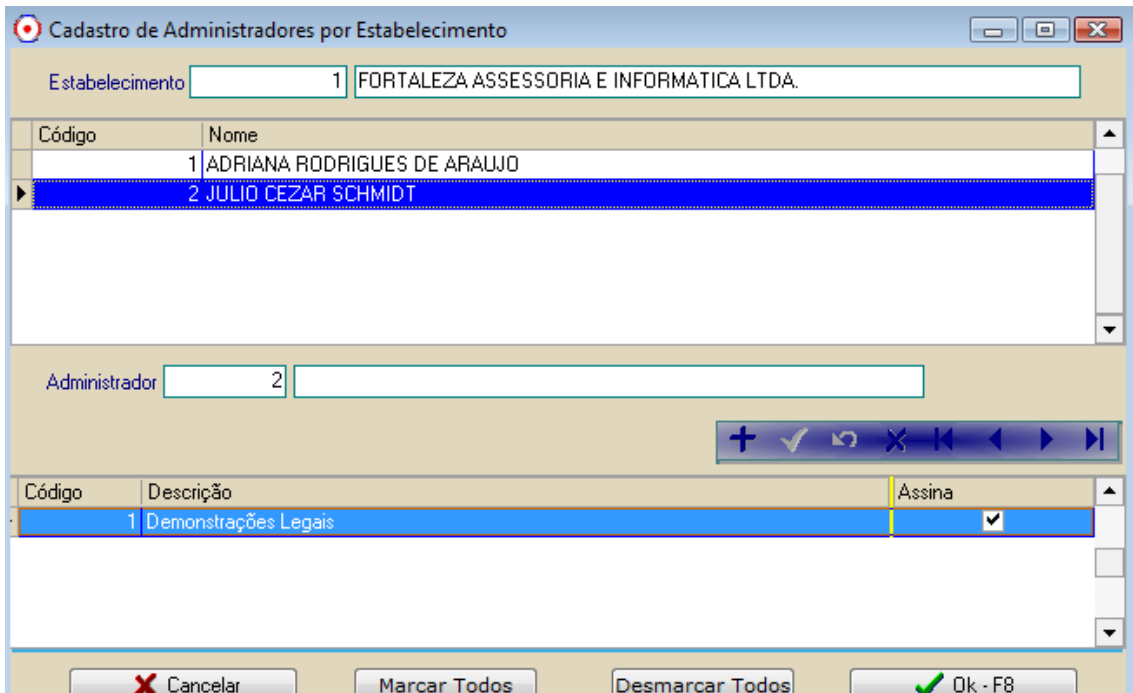 Cadastro de Administradores por Estabelecimento
Estabelecimento 1 FORTALEZA ASSESSORIA E INFORMATICA LTDA.
Código Nome
1 ADRIANA RODRIGUES DE ARAUJO
2 JULIO CEZAR SCHMIDT
Administrador 2
Código Descrição Assina
1 Demonstrações Legais
Cancelar Marcar Todos Desmarcar Todos Ok - F8